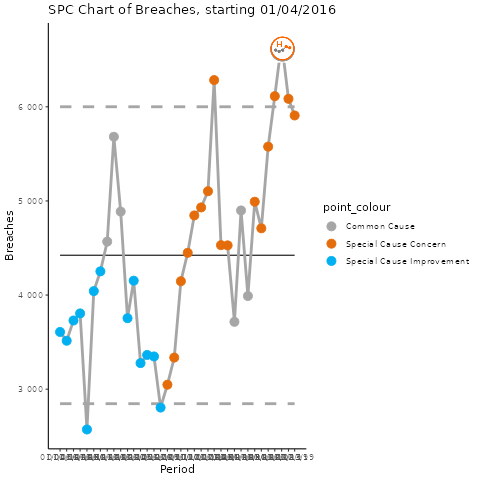 SPC Chart of Breaches, starting 01/04/2016
H
6 000
5 000
4 000
3 000
Breaches
Period
point_colour
Common Cause
Special Cause Concern
Special Cause Improvement